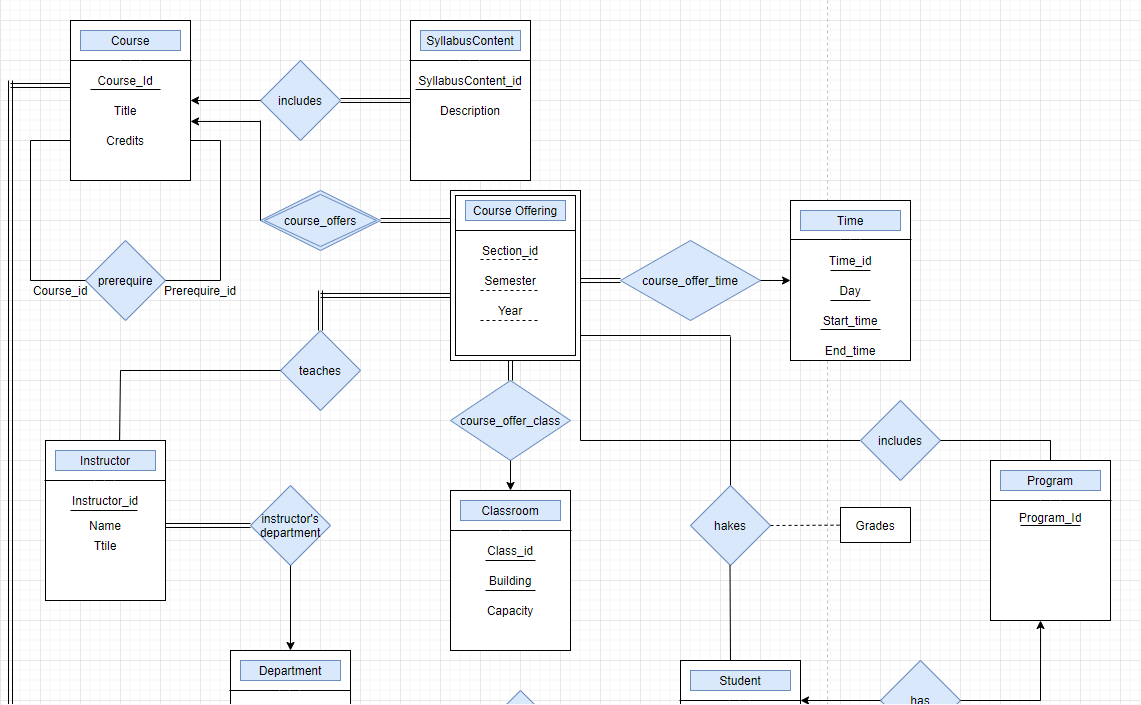 Course
Course_Id
Title
Credits
includes
SyllabusContent
SyllabusContent_id
Description
course_offers
Course Offering
Section_id
Semester
Year
course_offer_time
Time
Time_id
Day
Start_time
End_time
prerequire
Course_id
Prerequire_id
teaches
course_offer_class
includes
Instructor
Instructor_id
Name
Ttile
instructor's
department
Classroom
Class_id
Building
Capacity
hakes
Grades
Program
Program_Id
Department
Student
has